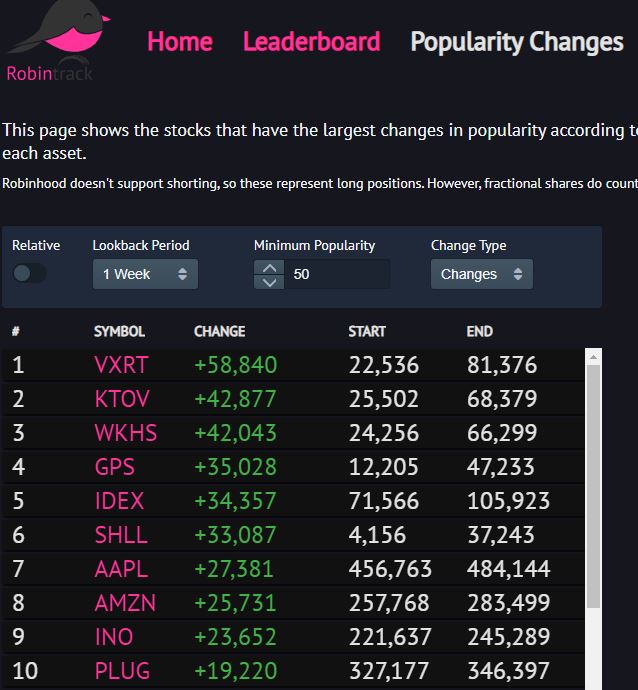 Robintrack
Home Leaderboard Popularity Changes
This page shows the stocks that have the largest changes in popularity according
each asset.
Robinhood doesn't support shorting, so these represent long positions. However, fractional shares do count
Relative Lookback Period Minimum Popularity Change Type
1 Week 50 Changes
# SYMBOL CHANGE START END
1 VXRT +58,840 22,536 81,376
2 KTOV +42,877 25,502 68,379
3 WKHS +42,043 24,256 66,299
4 GPS +35,028 12,205 47,233
5 IDEX +34,357 71,566 105,923
6 SHLL +33,087 4,156 37,243
7 AAPL +27,381 456,763 484,144
8 AMZN +25,731 257,768 283,499
9 INO +23,652 221,637 245,289
10 PLUG +19,220 327,177 346,397